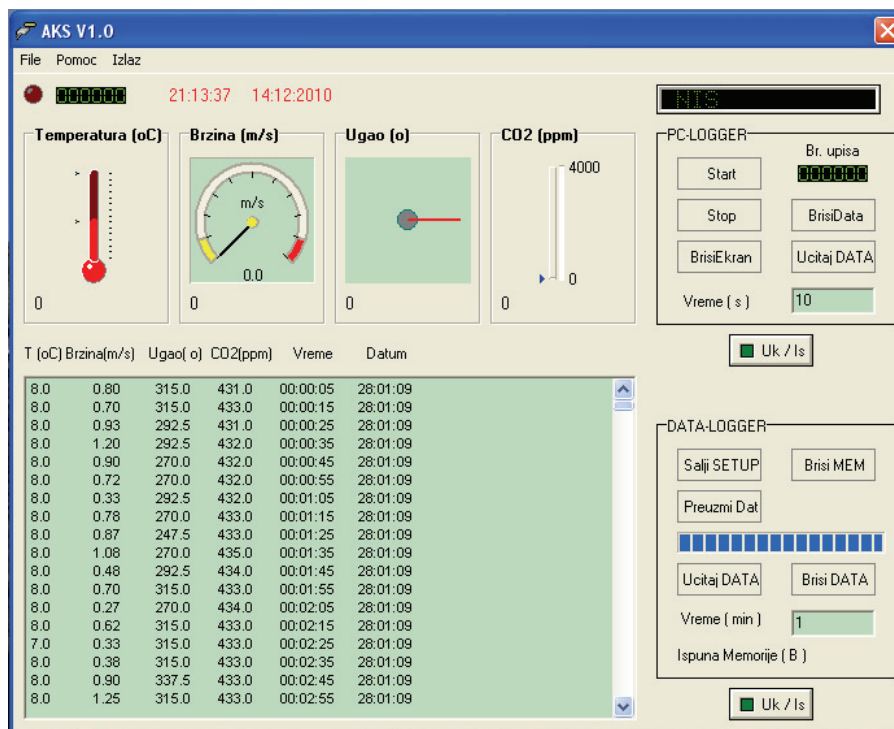 AKS V1.0
File Pomoc Izlaz
000000 21:13:37 14:12:2010
NIS
Temperatura (oC) Brzina (m/s) Ugao (o) CO2 (ppm)
4000
m/s
0.0
0
0 0 0 0
PC-LOGGER
Br. upisa
Start 000000
Stop BrisiData
BrisiEkran Ucitaj DATA
Vreme ( s ) 10
Uk / Is
T (oC) Brzina(m/s) Ugao( o) CO2(ppm) Vreme Datum
8.0 0.80 315.0 431.0 00:00:05 28:01:09
8.0 0.70 315.0 433.0 00:00:15 28:01:09
8.0 0.93 292.5 431.0 00:00:25 28:01:09
8.0 1.20 292.5 432.0 00:00:35 28:01:09
8.0 0.90 270.0 432.0 00:00:45 28:01:09
8.0 0.72 270.0 432.0 00:00:55 28:01:09
8.0 0.33 292.5 432.0 00:01:05 28:01:09
8.0 0.78 270.0 433.0 00:01:15 28:01:09
8.0 0.87 247.5 433.0 00:01:25 28:01:09
8.0 1.08 270.0 435.0 00:01:35 28:01:09
8.0 0.48 292.5 434.0 00:01:45 28:01:09
8.0 0.70 315.0 433.0 00:01:55 28:01:09
8.0 0.27 270.0 434.0 00:02:05 28:01:09
8.0 0.62 315.0 433.0 00:02:15 28:01:09
7.0 0.33 315.0 433.0 00:02:25 28:01:09
8.0 0.38 315.0 433.0 00:02:35 28:01:09
8.0 0.90 337.5 433.0 00:02:45 28:01:09
8.0 1.25 315.0 433.0 00:02:55 28:01:09
DATA-LOGGER
Salji SETUP Brisi MEM
Preuzmi Dat
Ucitaj DATA Brisi DATA
Vreme ( min ) 1
Ispuna Memorije ( B )
Uk / Is